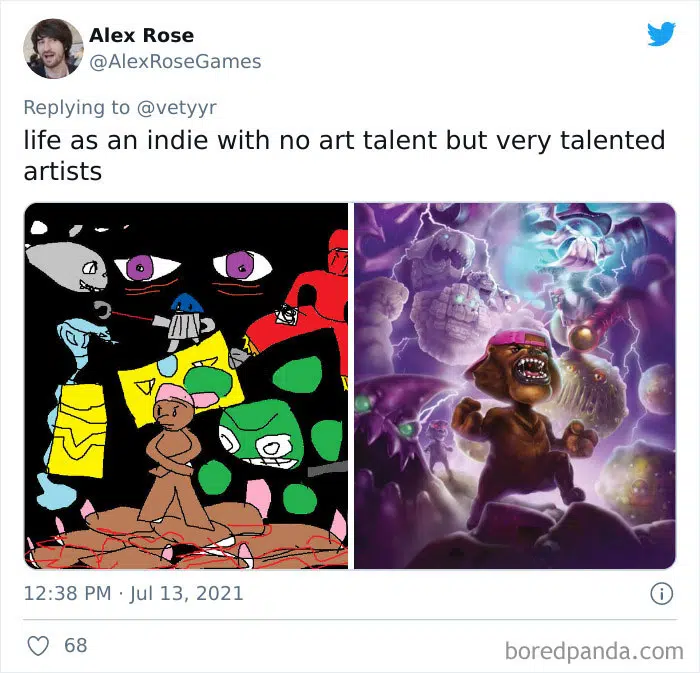 Alex Rose
@AlexRoseGames
Replying to @vetyyr
life as an indie with no art talent but very talented
artists
12:38 PM · Jul 13, 2021
68
boredpanda.com